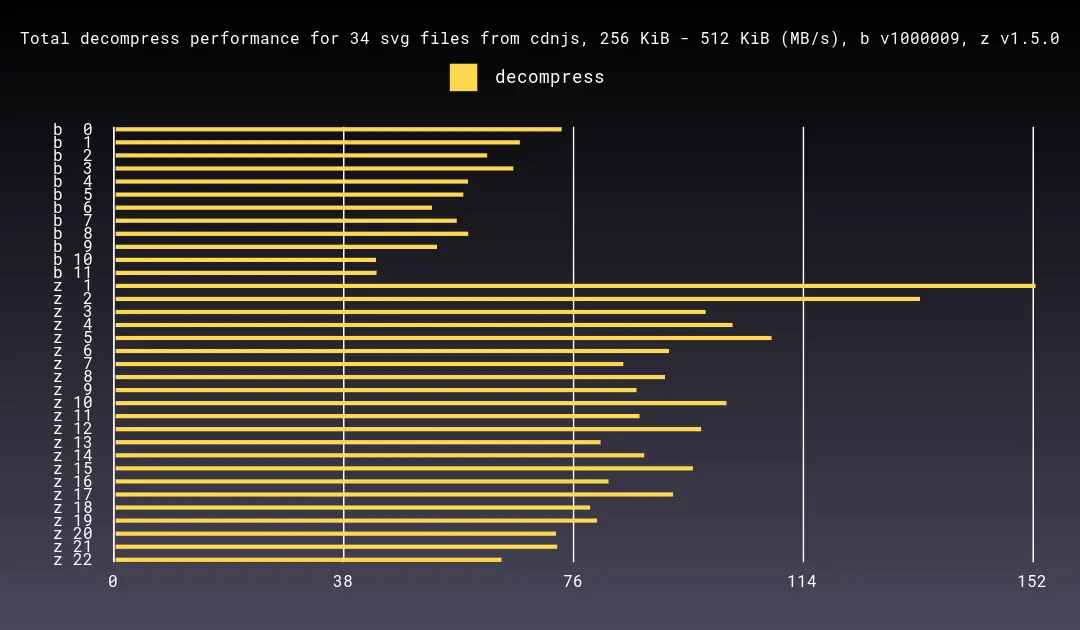 Total decompress performance for 34 svg files from cdnjs, 256 KiB - 512 KiB (MB/s), b v1000009, z v1.5.0
decompress
b 0
b 1
b 2
b 3
b 4
b 5
b 6
b 7
b 8
b 9
b 10
b 11
z 1
z 2
z 3
z 4
z 5
z 6
z 7
z 8
z 9
z 10
z 11
z 12
z 13
z 14
z 15
z 16
z 17
z 18
z 19
z 20
z 21
z 22
0 38 76 114 152